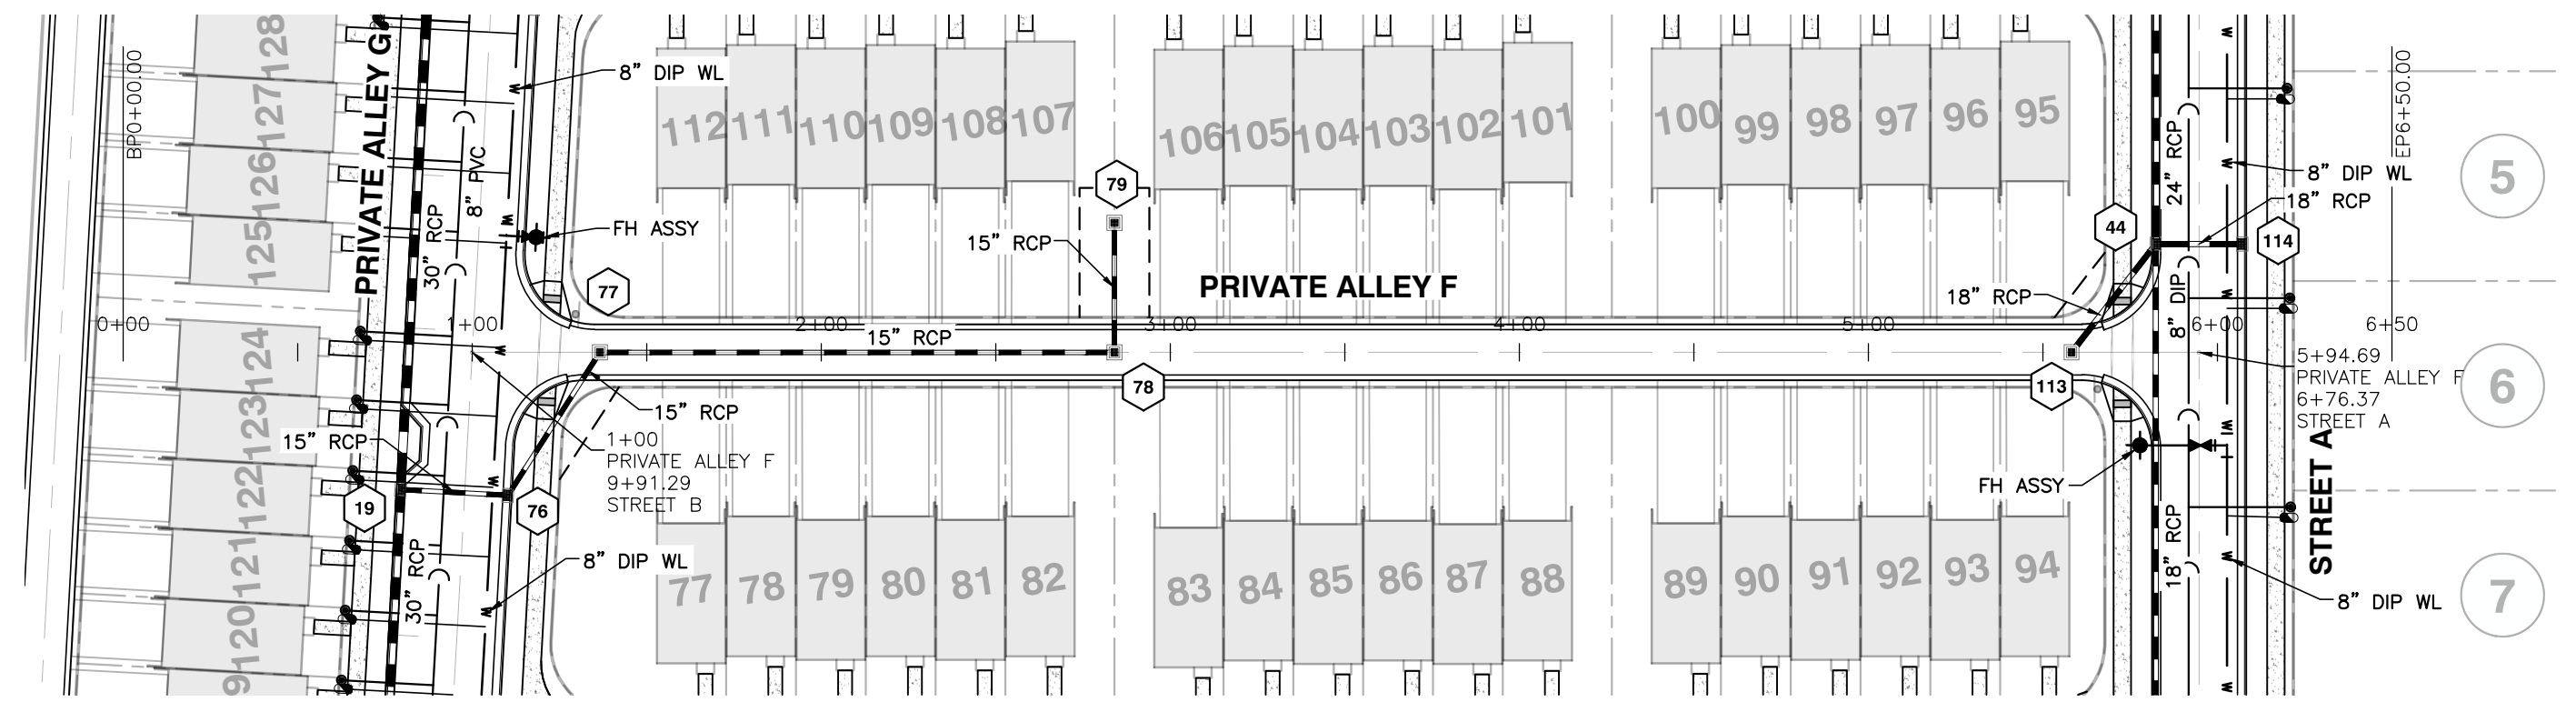 BP0+00.00
128
127
126
125
PRIVATE ALLEY G
30” RCP
8” PVC
8” DIP WL
FH ASSY
112
111
110
109
108
107
106
105
104
103
102
101
100
99
98
97
96
95
79
15” RCP
PRIVATE ALLEY F
77
44
114
24” RCP
8” DIP WL
18” RCP
EP6+50.00
5
18” RCP
8” DIP
0+00
1+00
2+00
3+00
4+00
5+00
6+00
6+50
15” RCP
78
113
5+94.69
PRIVATE ALLEY F
6+76.37
STREET A
6
124
123
122
121
120
9
15” RCP
15” RCP
19
76
1+00
PRIVATE ALLEY F
9+91.29
STREET B
30” RCP
8” DIP WL
77
78
79
80
81
82
83
84
85
86
87
88
89
90
91
92
93
94
FH ASSY
18” RCP
STREET A
8” DIP WL
7
W
W
W
W
W
W
W
W
W
W
W
W